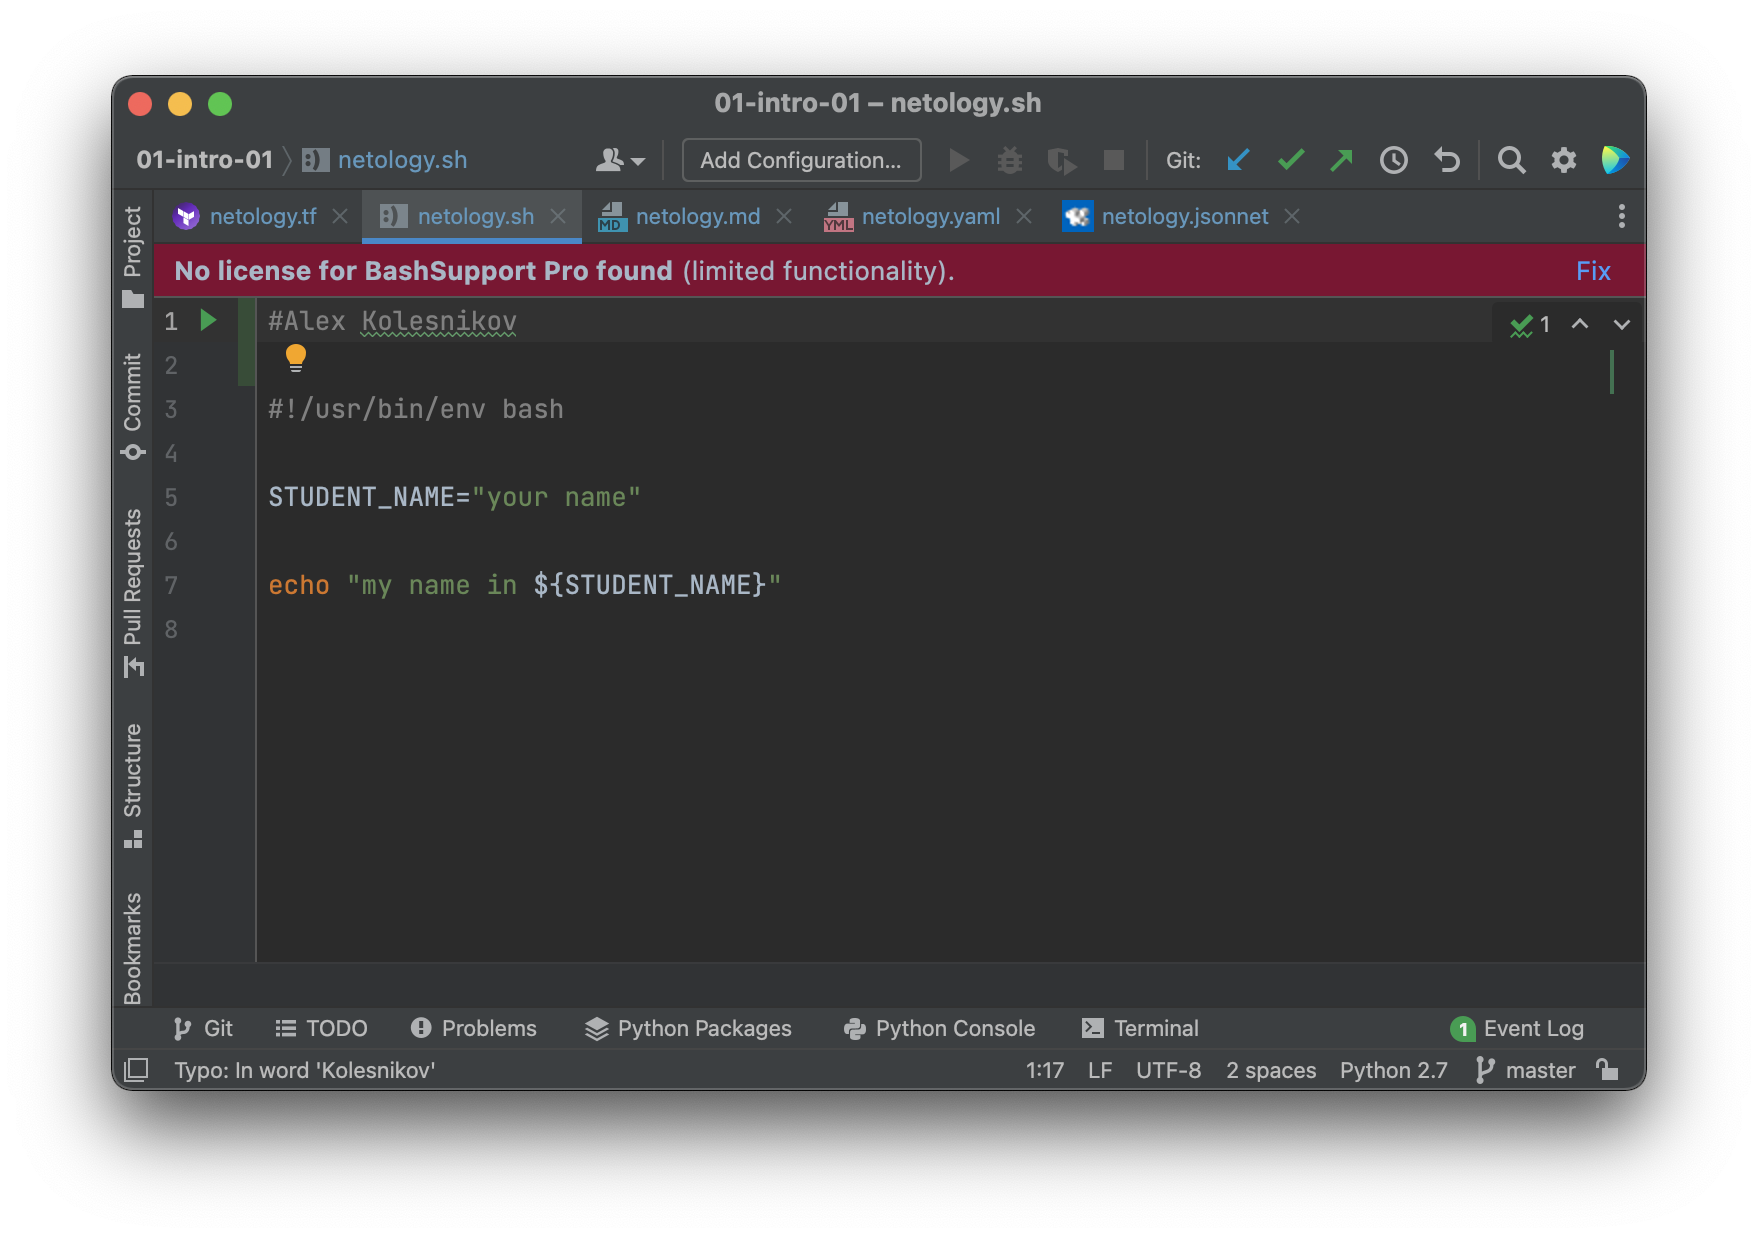 01-intro-01 – netology.sh
01-intro-01 netology.sh Add Configuration... Git:
netology.tf netology.sh netology.md netology.yaml netology.jsonnet
MD YML
No license for BashSupport Pro found (limited functionality). Fix
Project
Commit
Pull Requests
Structure
Bookmarks
1 #Alex Kolesnikov 1
2
3 #!/usr/bin/env bash
4
5 STUDENT_NAME="your name"
6
7 echo "my name in ${STUDENT_NAME}"
8
Git TODO Problems Python Packages Python Console Terminal 1 Event Log
Typo: In word 'Kolesnikov' 1:17 LF UTF-8 2 spaces Python 2.7 master